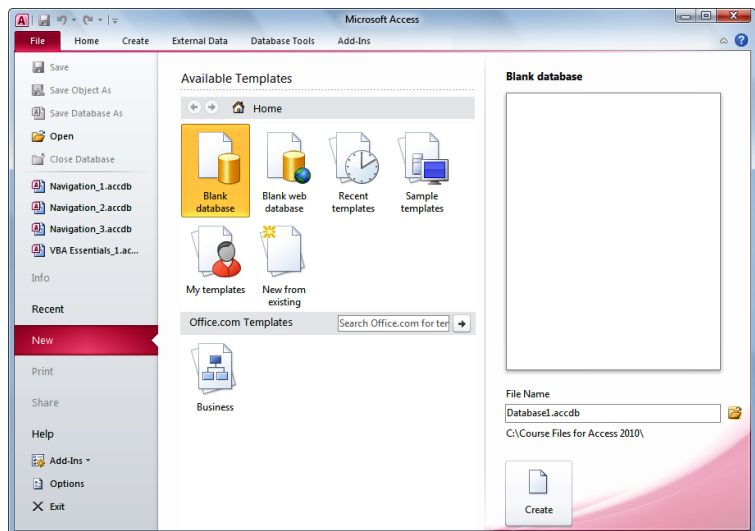 Microsoft Access
File Home Create External Data Database Tools Add-Ins
Save
Save Object As
Save Database As
Open
Close Database
Navigation_1.accdb
Navigation_2.accdb
Navigation_3.accdb
VBA Essentials_1.ac...
Info
Recent
New
Print
Share
Help
Add-Ins
Options
Exit
Available Templates
Home
Blank
database
Blank web
database
Recent
templates
Sample
templates
My templates
New from
existing
Office.com Templates
Search Office.com for ter
Business
Blank database
File Name
Database1.accdb
C:\Course Files for Access 2010\
Create